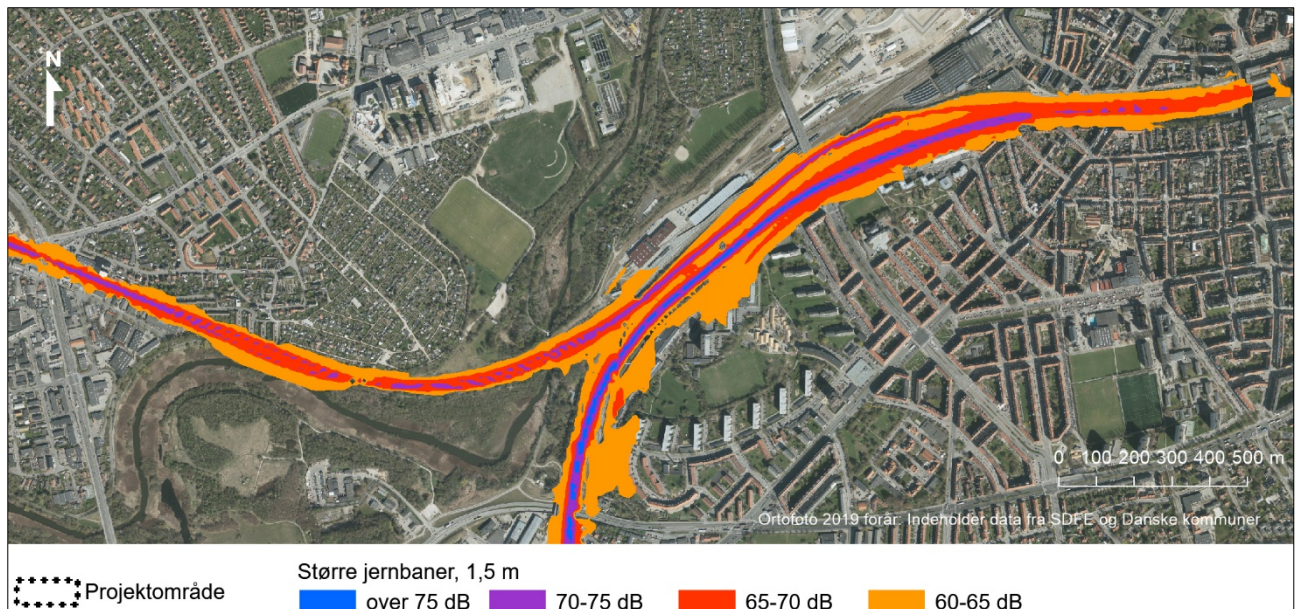 N
0 100 200 300 400 500 m
Ortofoto 2019 forår: Indeholder data fra SDFE og Danske kommuner
Større jernbaner, 1,5 m
Projektområde
over 75 dB 70-75 dB 65-70 dB 60-65 dB